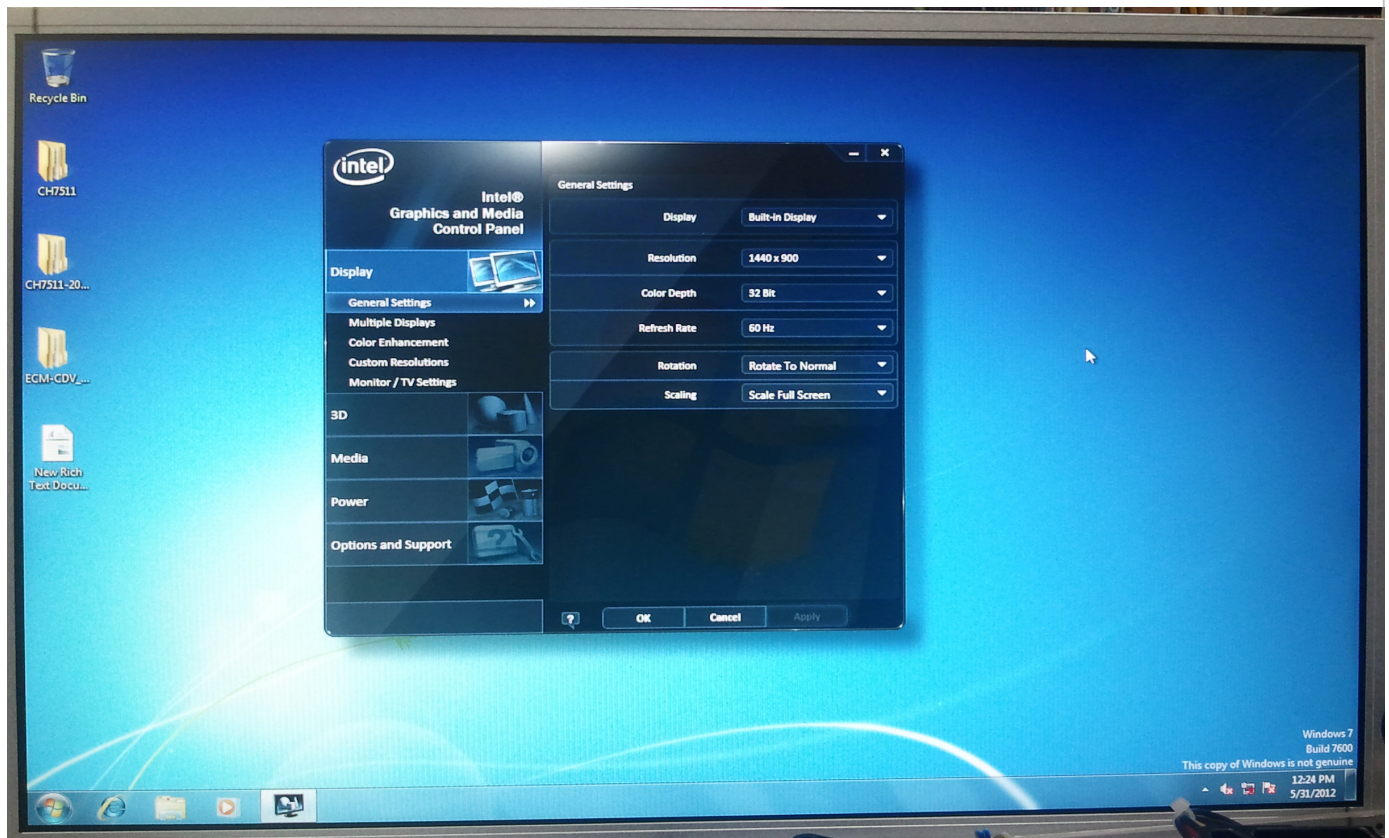 Recycle Bin
CH7511
CH7511-20...
ECM-CDV_...
New Rich
Text Docu...
intel
Intel®
Graphics and Media
Control Panel
Display
General Settings
Multiple Displays
Color Enhancement
Custom Resolutions
Monitor / TV Settings
3D
Media
Power
Options and Support
General Settings
Display Built-in Display
Resolution 1440 x 900
Color Depth 32 Bit
Refresh Rate 60 Hz
Rotation Rotate To Normal
Scaling Scale Full Screen
? OK Cancel Apply
Windows 7
Build 7600
This copy of Windows is not genuine
12:24 PM
5/31/2012